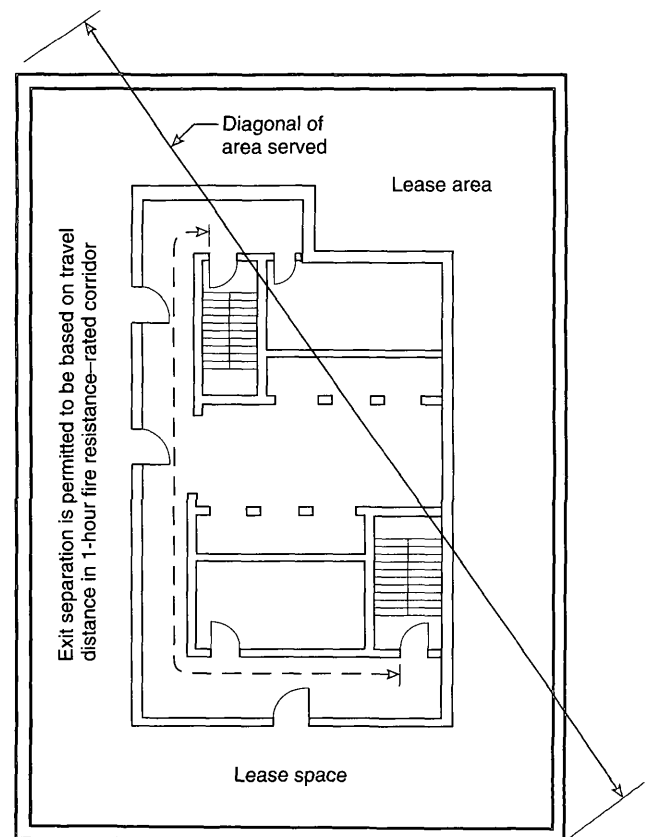 Diagonal of
area served
Lease area
Exit separation is permitted to be based on travel
distance in 1-hour fire resistance–rated corridor
Lease space